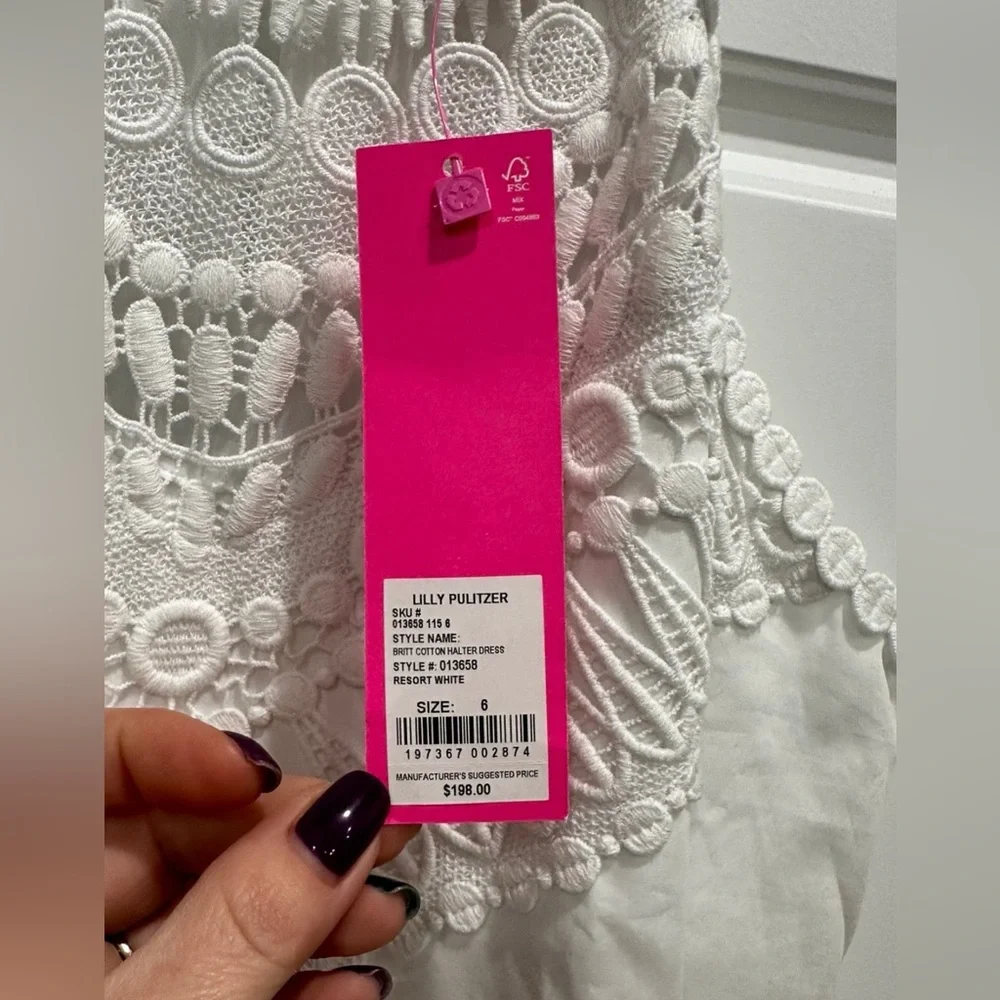 FSC
MIX
Paper
LILLY PULITZER
SKU #
013658 115 6
STYLE NAME:
BRITT COTTON HALTER DRESS
STYLE #: 013658
RESORT WHITE
SIZE: 6
197367 002874
MANUFACTURER'S SUGGESTED PRICE
$198.00